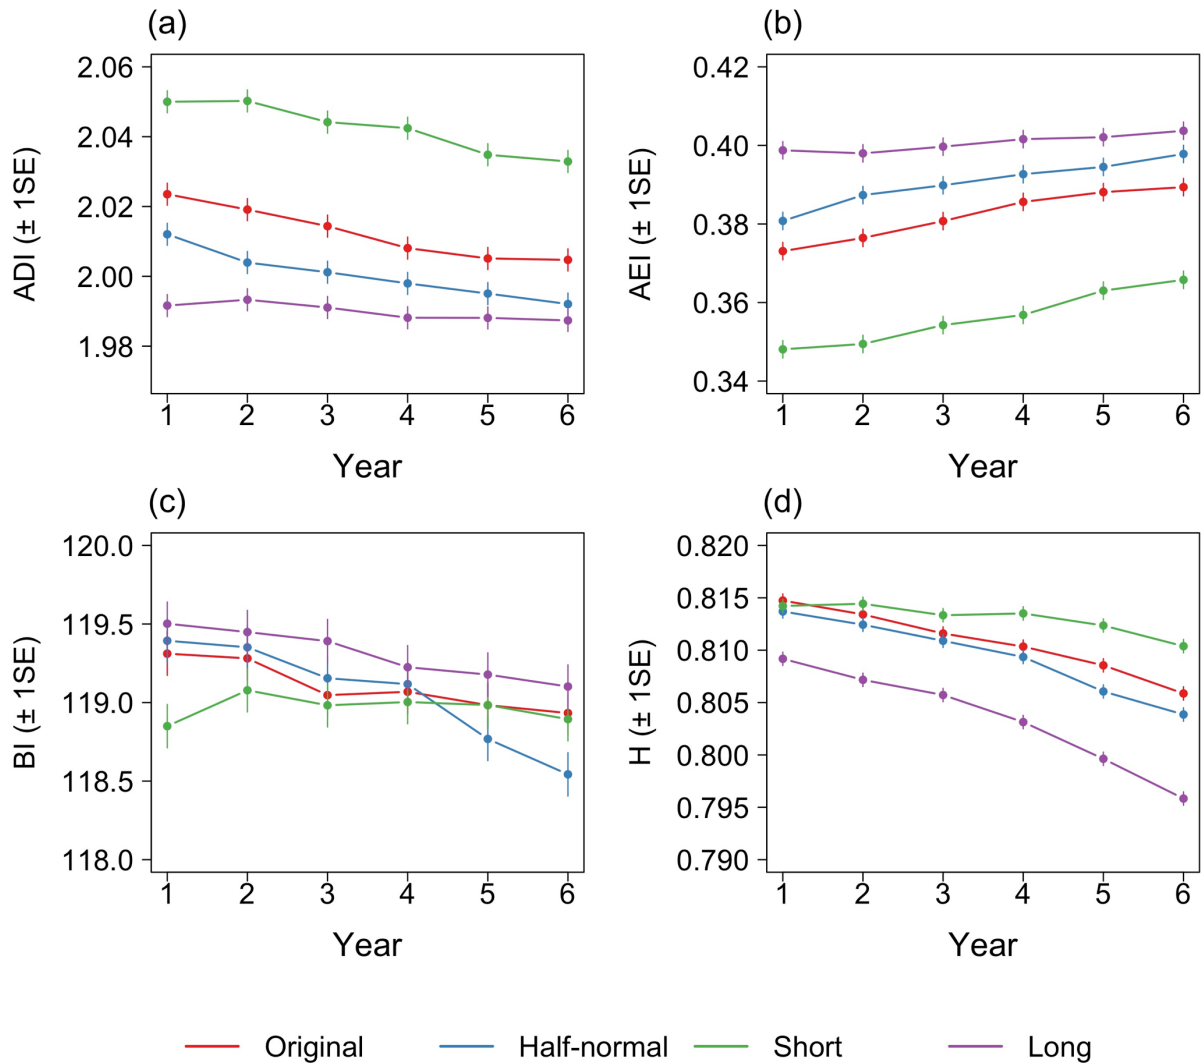 (a)
ADI (± 1SE)
2.06
2.04
2.02
2.00
1.98
1 2 3 4 5 6
Year
(b)
AEI (± 1SE)
0.42
0.40
0.38
0.36
0.34
1 2 3 4 5 6
Year
(c)
BI (± 1SE)
120.0
119.5
119.0
118.5
118.0
1 2 3 4 5 6
Year
(d)
H (± 1SE)
0.820
0.815
0.810
0.805
0.800
0.795
0.790
1 2 3 4 5 6
Year
Original Half-normal Short Long